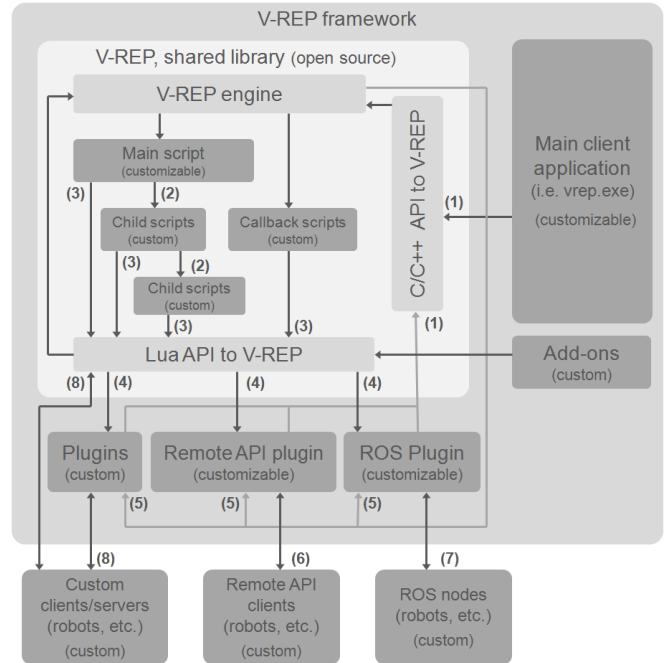 V-REP framework
V-REP, shared library (open source)
V-REP engine
Main script
(customizable)
(3)
(2)
Child scripts
(custom)
Callback scripts
(custom)
(3)
(2)
Child scripts
(custom)
(3)
(3)
C/C++ API to V-REP
(1)
(1)
Main client
application
(i.e. vrep.exe)
(customizable)
Lua API to V-REP
Add-ons
(custom)
(8)
(4)
(4)
(4)
Plugins
(custom)
Remote API plugin
(customizable)
ROS Plugin
(customizable)
(5)
(5)
(5)
(8)
(6)
(7)
Custom
clients/servers
(robots, etc.)
(custom)
Remote API
clients
(robots, etc.)
(custom)
ROS nodes
(robots, etc.)
(custom)